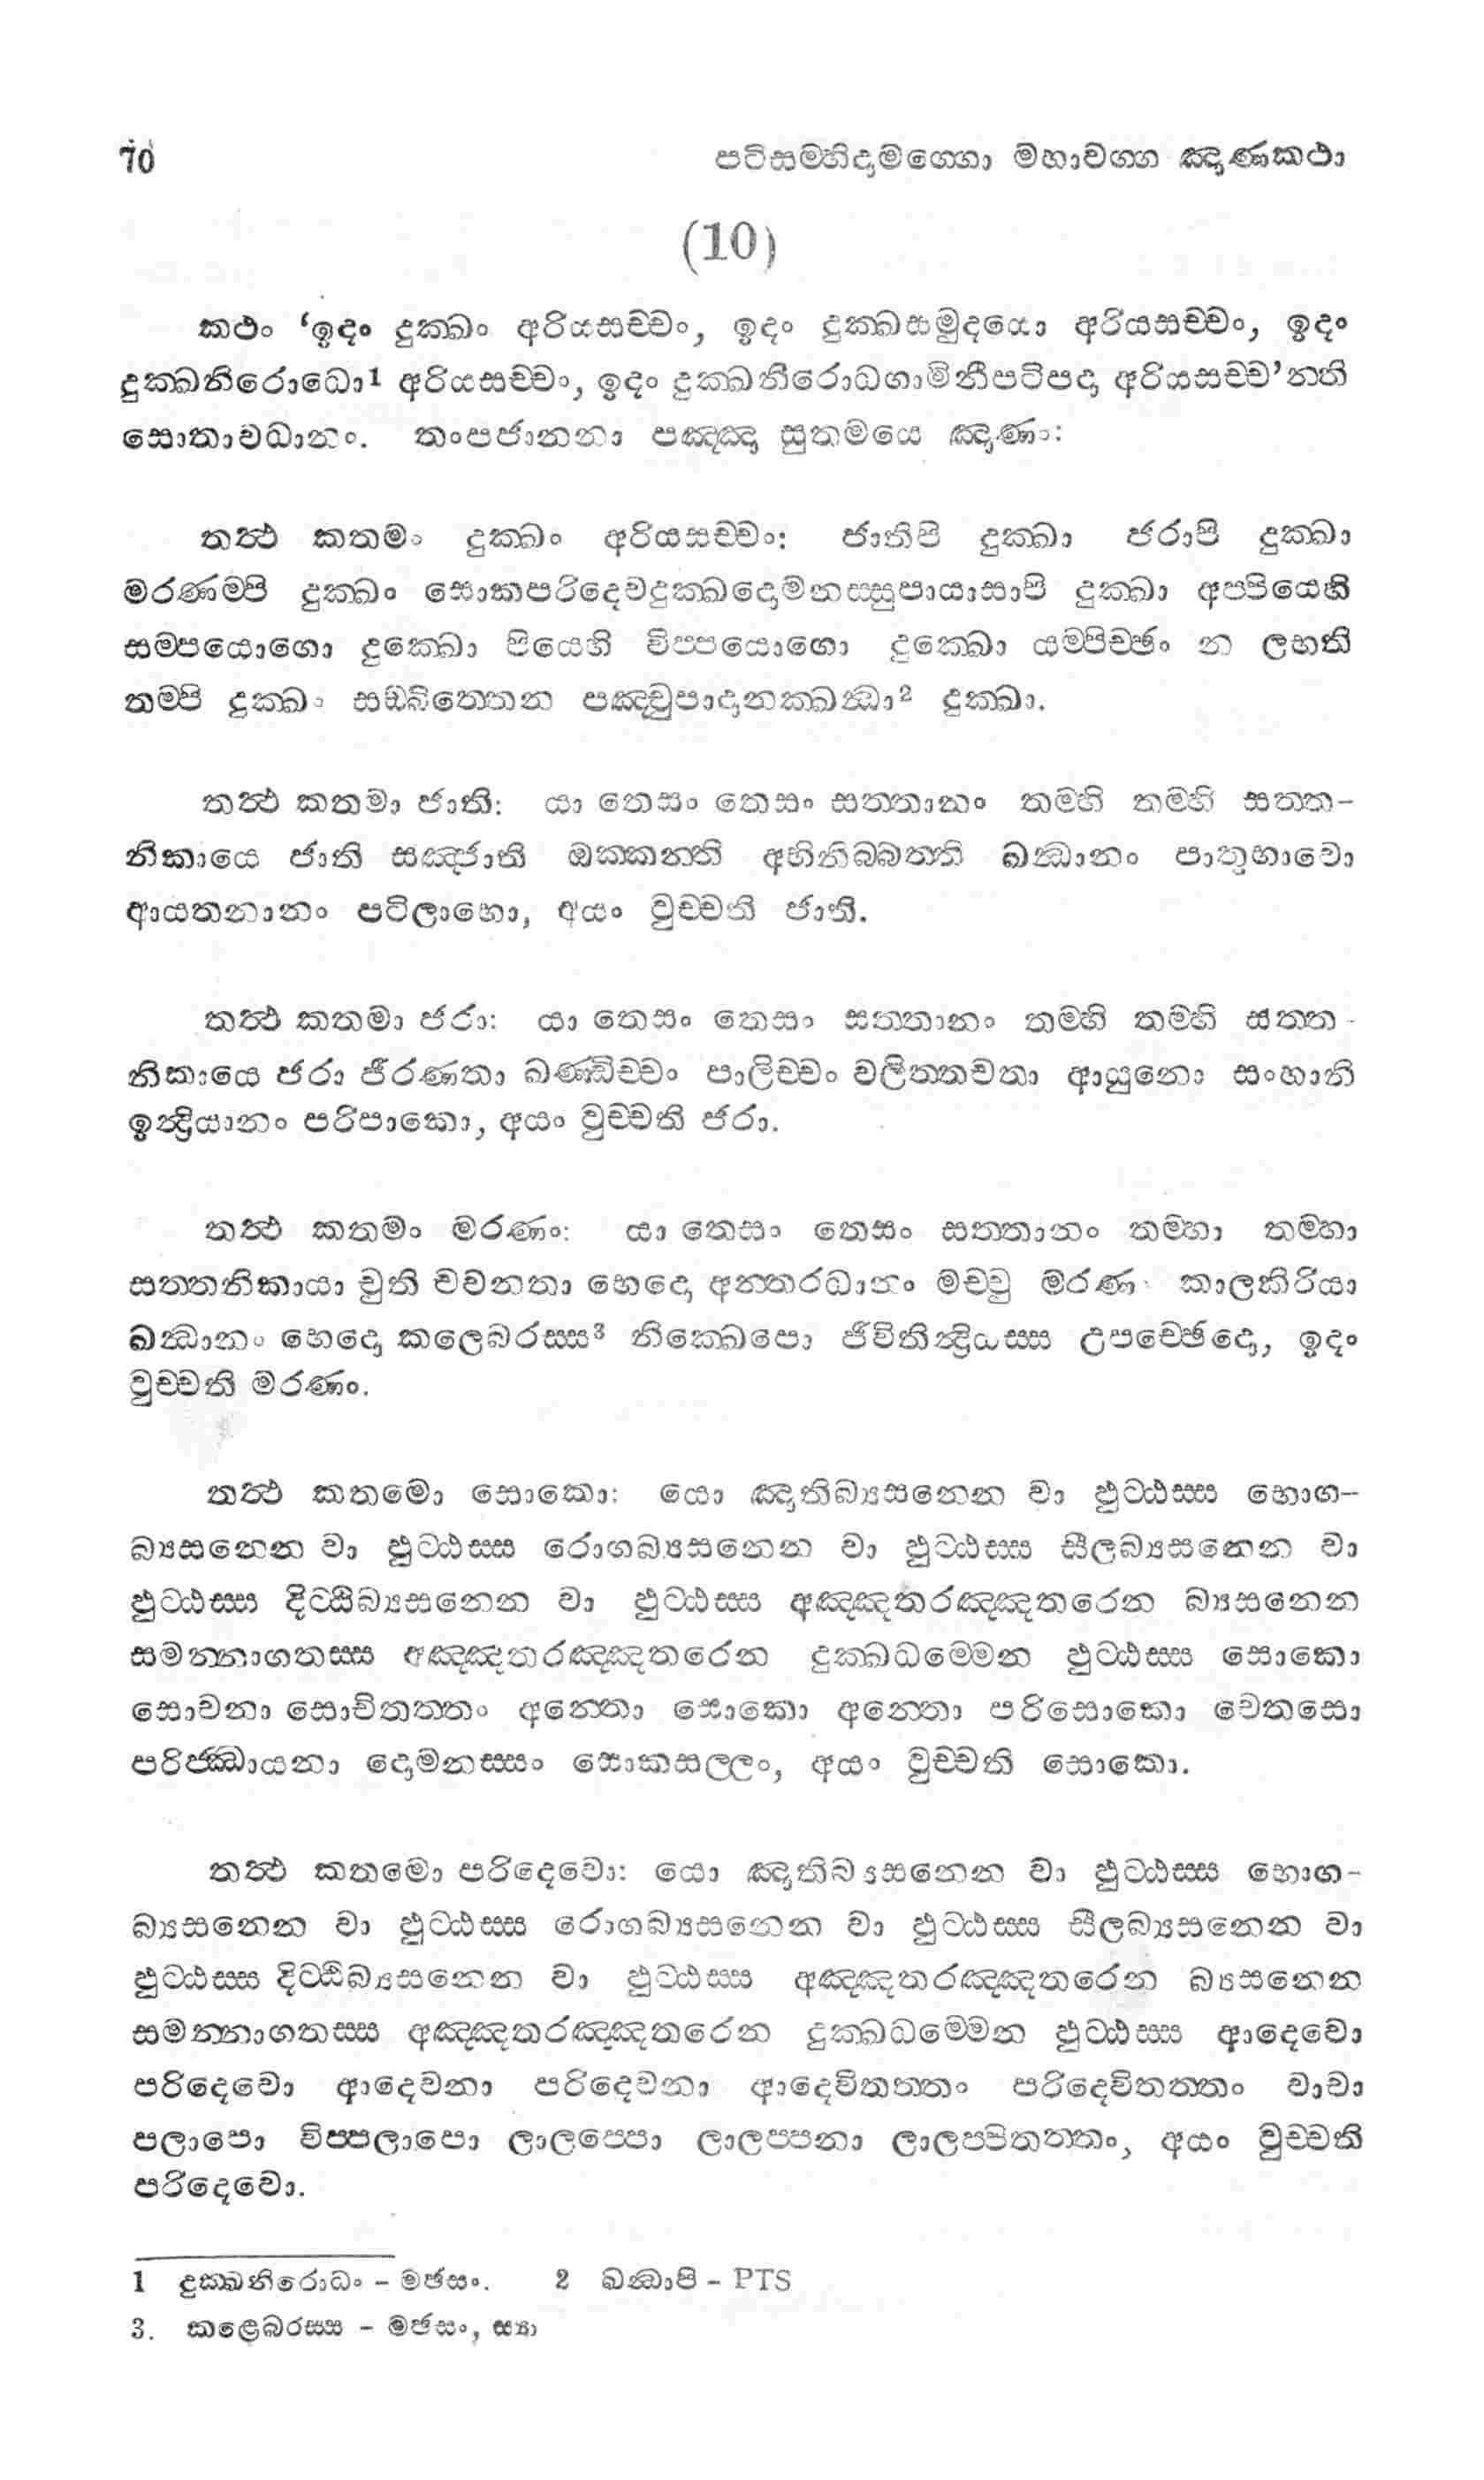 70 පටිසම්භිදාමග්ගො මහාවග්ග ඤාණකථා
(10)
කථං ‘ඉදං දුක්ඛං අරියසච්චං, ඉදං දුක්ඛසමුදයො අරියසච්චං, ඉදං
දුක්ඛනිරොධො1 අරියසච්චං, ඉදං දුක්ඛනිරොධගාමිනීපටිපදා අරියසච්ච’න්ති
සොතාවධානං. තංපජානනා පඤ්ඤා සුතමයෙ ඤාණං:
තත්ථ කතමං දුක්ඛං අරියසච්චං: ජාතිපි දුක්ඛා ජරාපි දුක්ඛා
මරණම්පි දුක්ඛං සොකපරිදෙවදුක්ඛදොමනස්සුපායාසාපි දුක්ඛා අප්පියෙහි
සම්පයොගො දුක්ඛො පියෙහි විප්පයොගො දුක්ඛො යම්පිච්ඡං න ලභති
තම්පි දුක්ඛං සඞ්ඛිත්තෙන පඤ්චුපාදානක්ඛන්ධා2 දුක්ඛා.
තත්ථ කතමා ජාති: යා තෙසං තෙසං සත්තානං තම්හි තම්හි සත්ත-
නිකායෙ ජාති සඤ්ජාති ඔක්කන්ති අභිනිබ්බත්ති ඛන්ධානං පාතුභාවො
ආයතනානං පටිලාභො, අයං වුච්චති ජාති.
තත්ථ කතමා ජරා: යා තෙසං තෙසං සත්තානං තම්හි තම්හි සත්ත-
නිකායෙ ජරා ජීරණතා ඛණ්ඩිච්චං පාලිච්චං වලිත්තචතා ආයුනො සංහානි
ඉන්ද්‍රියානං පරිපාකො, අයං වුච්චති ජරා.
තත්ථ කතමං මරණං: යා තෙසං තෙසං සත්තානං තම්හා තම්හා
සත්තනිකායා චුති චවනතා භෙදො අන්තරධානං මච්චු මරණං කාලකිරියා
ඛන්ධානං භෙදො කලෙබරස්ස3 නික්ඛෙපො ජීවිතින්ද්‍රියස්ස උපච්ඡෙදො, ඉදං
වුච්චති මරණං.
තත්ථ කතමො සොකො: යො ඤාතිබ්‍යසනෙන වා ඵුට්ඨස්ස භොග-
බ්‍යසනෙන වා ඵුට්ඨස්ස රොගබ්‍යසනෙන වා ඵුට්ඨස්ස සීලබ්‍යසනෙන වා
ඵුට්ඨස්ස දිට්ඨිබ්‍යසනෙන වා ඵුට්ඨස්ස අඤ්ඤතරඤ්ඤතරෙන බ්‍යසනෙන
සමන්නාගතස්ස අඤ්ඤතරඤ්ඤතරෙන දුක්ඛධම්මෙන ඵුට්ඨස්ස සොකො
සොචනා සොචිතත්තං අන්තො සොකො අන්තො පරිසොකො චෙතසො
පරිජ්ඣායනා දොමනස්සං සොකසල්ලං, අයං වුච්චති සොකො.
තත්ථ කතමො පරිදෙවො: යො ඤාතිබ්‍යසනෙන වා ඵුට්ඨස්ස භොග-
බ්‍යසනෙන වා ඵුට්ඨස්ස රොගබ්‍යසනෙන වා ඵුට්ඨස්ස සීලබ්‍යසනෙන වා
ඵුට්ඨස්ස දිට්ඨිබ්‍යසනෙන වා ඵුට්ඨස්ස අඤ්ඤතරඤ්ඤතරෙන බ්‍යසනෙන
සමන්නාගතස්ස අඤ්ඤතරඤ්ඤතරෙන දුක්ඛධම්මෙන ඵුට්ඨස්ස ආදෙවො
පරිදෙවො ආදෙවනා පරිදෙවනා ආදෙවිතත්තං පරිදෙවිතත්තං වාචා
පලාපො විප්පලාපො ලාලප්පො ලාලප්පනා ලාලප්පිතත්තං, අයං වුච්චති
පරිදෙවො.
1 දුක්ඛනිරොධං - මඡසං. 2 ඛන්ධාපි - PTS
3. කළෙබරස්ස - මඡසං, ස්‍යා